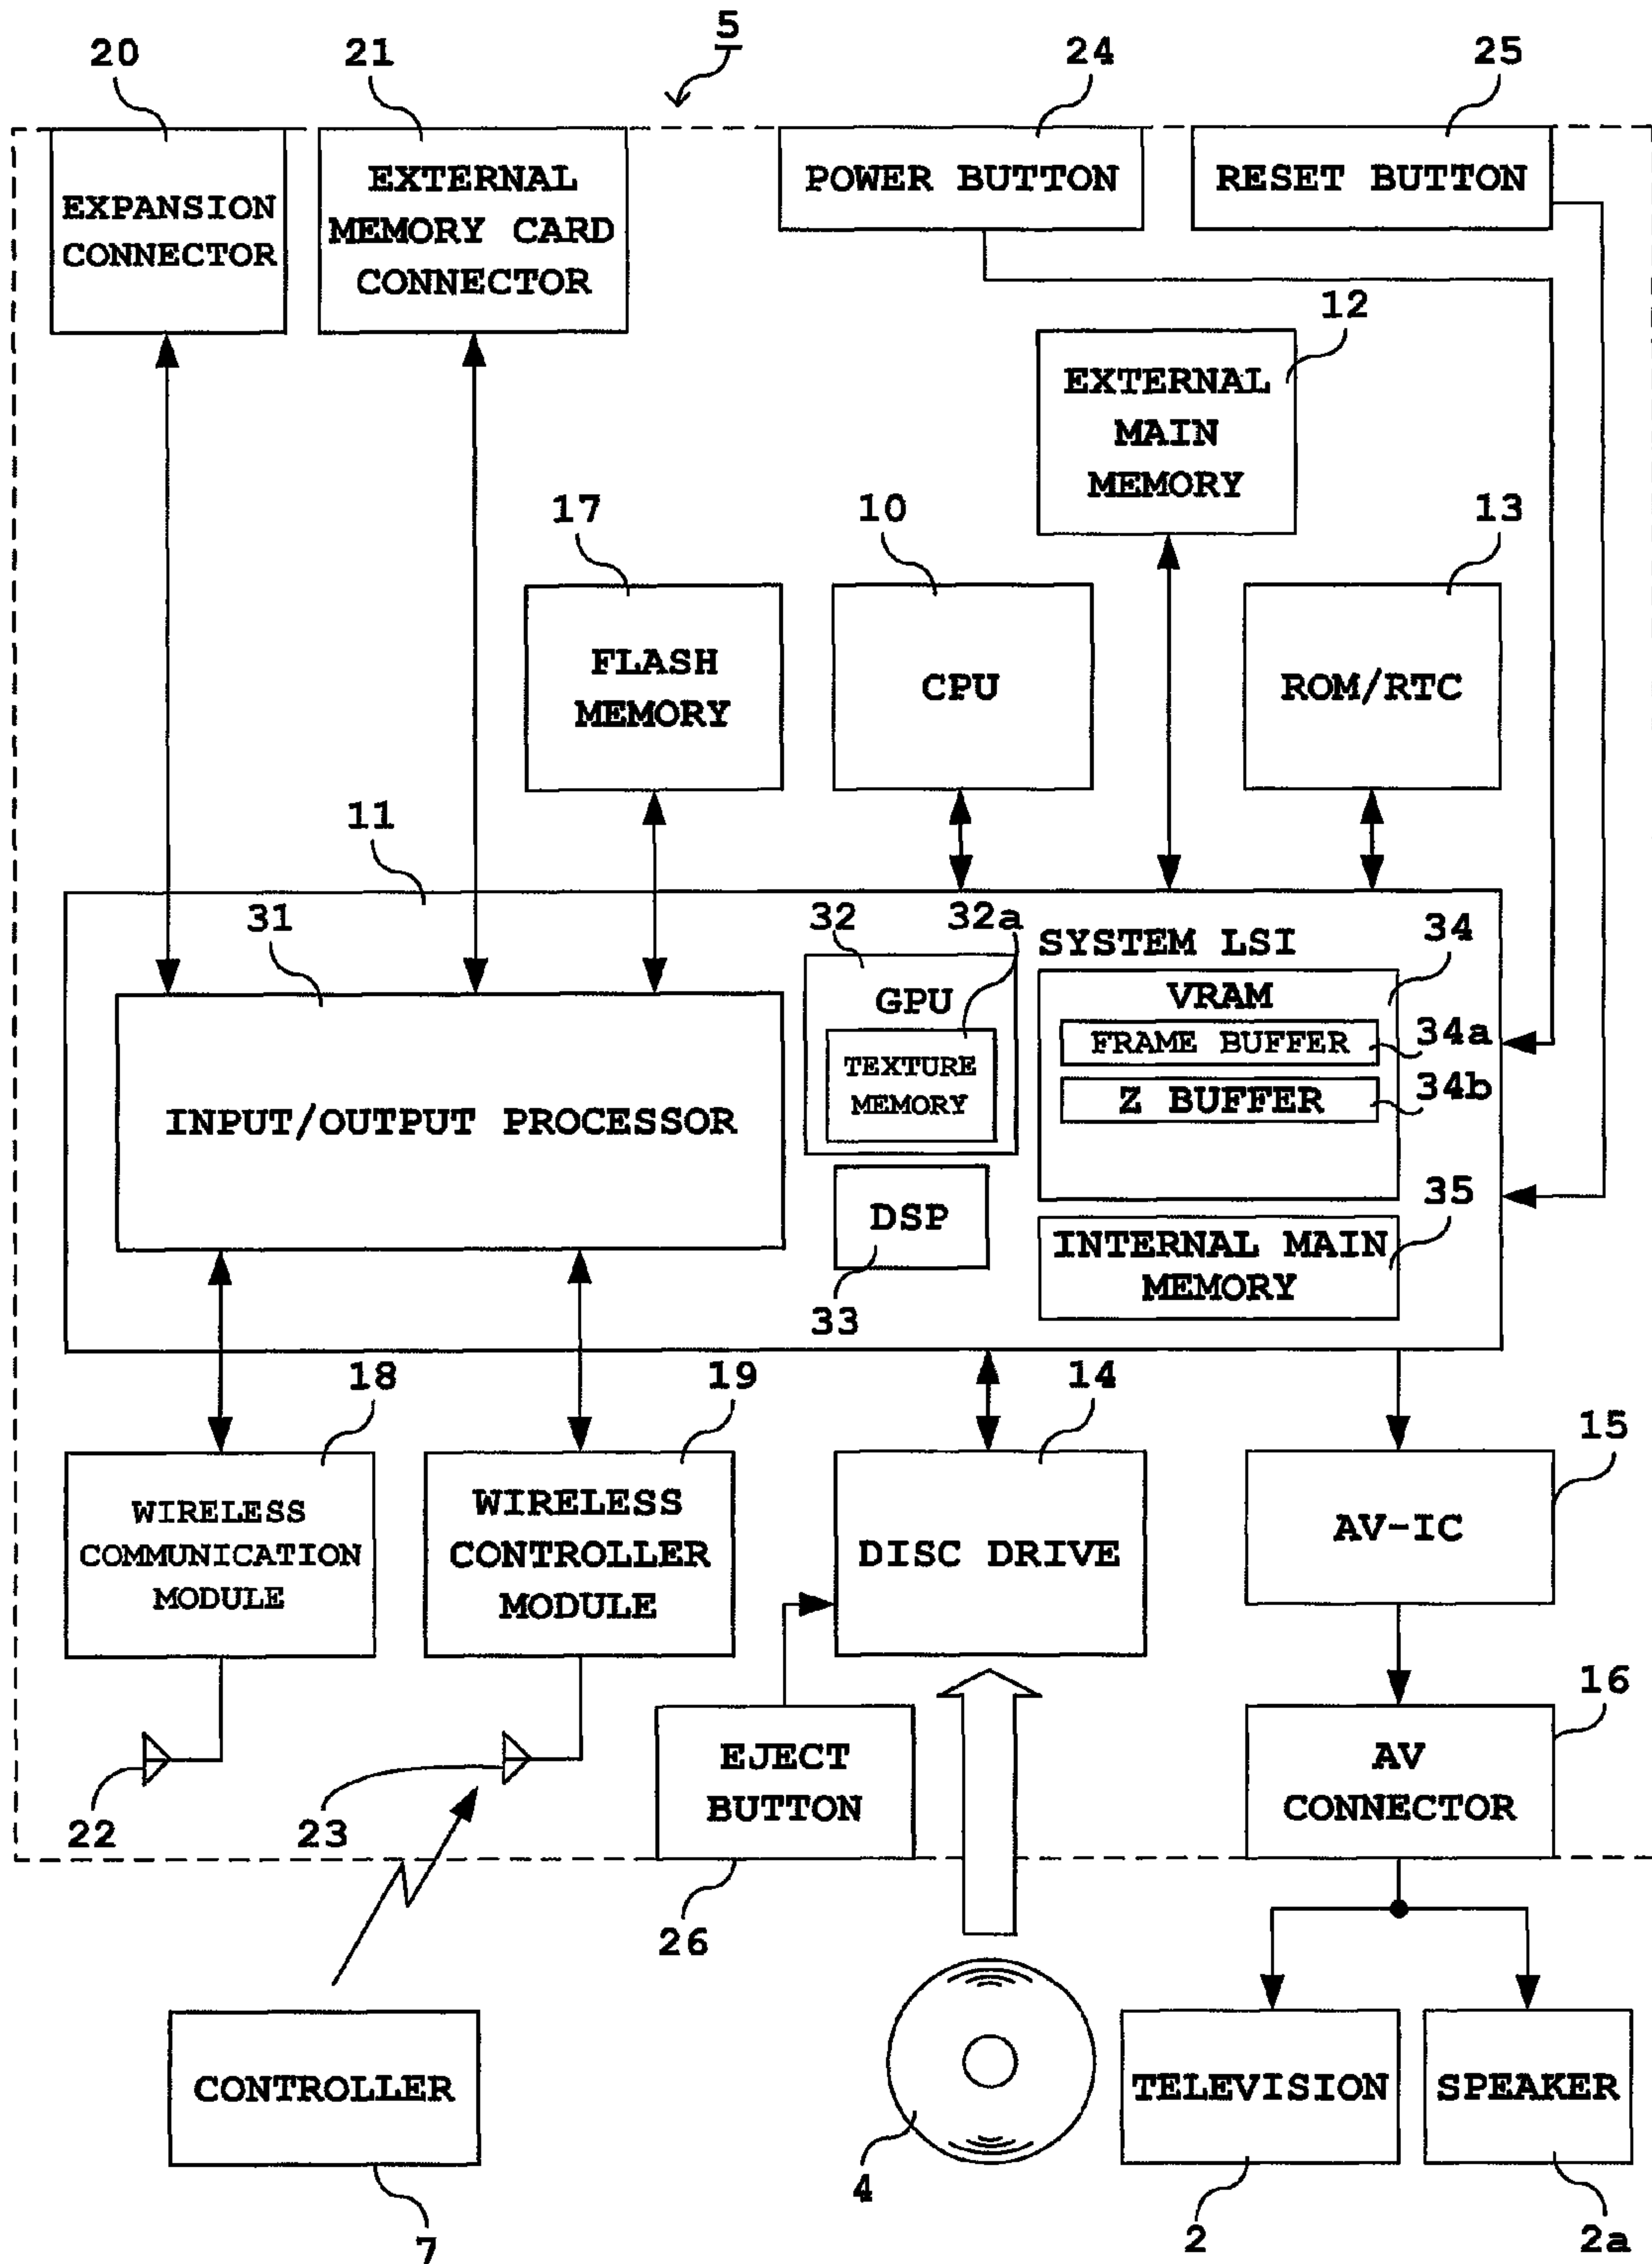 5
20
21
24
25
EXPANSION
CONNECTOR
EXTERNAL
MEMORY CARD
CONNECTOR
POWER BUTTON
RESET BUTTON
12
EXTERNAL
MAIN
MEMORY
17
10
13
FLASH
MEMORY
CPU
ROM/RTC
11
31
32
32a
SYSTEM LSI
34
GPU
VRAM
FRAME BUFFER
34a
TEXTURE
MEMORY
Z BUFFER
34b
INPUT/OUTPUT PROCESSOR
DSP
33
35
INTERNAL MAIN
MEMORY
18
19
14
15
WIRELESS
COMMUNICATION
MODULE
WIRELESS
CONTROLLER
MODULE
DISC DRIVE
AV-IC
16
22
23
EJECT
BUTTON
AV
CONNECTOR
26
CONTROLLER
7
4
TELEVISION
SPEAKER
2
2a